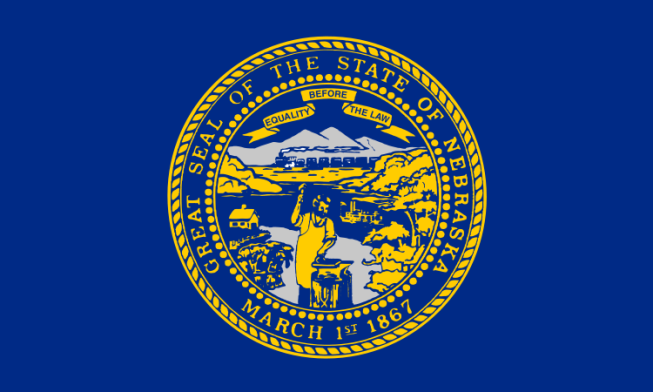 GREAT SEAL OF THE STATE OF NEBRASKA
EQUALITY BEFORE THE LAW
MARCH 1ST 1867